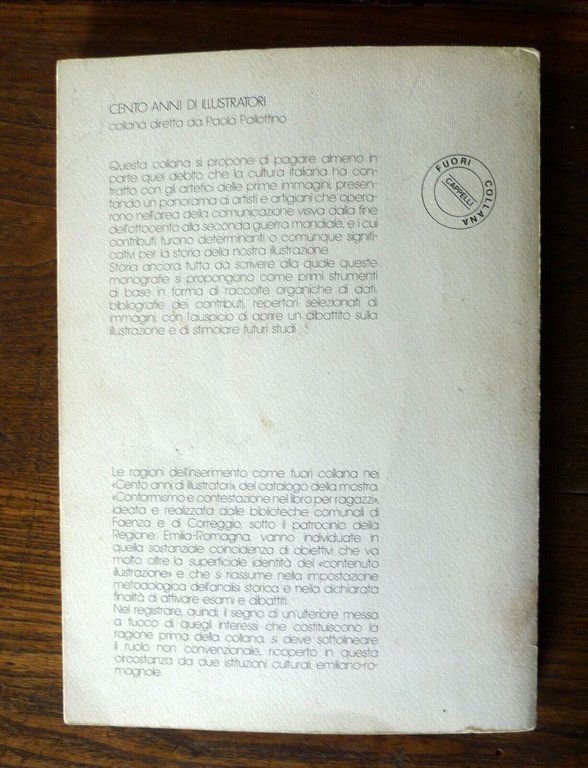 CENTO ANNI DI ILLUSTRATORI
collana diretta da Paola Pallottino
Questa collana si propone di pagare almeno in
parte quel debito che la cultura italiana ha con-
tratto con gli artefici delle prime immagini, presen-
tando un panorama di artisti e artigiani che opera-
rono nell'area della comunicazione visiva dalla fine
dell'ottocento alla seconda guerra mondiale, e i cui
contributi furono determinanti o comunque signifi-
cativi per la storia della nostra illustrazione.
Storia ancora tutta da scrivere alla quale queste
monografie si propongono come primi strumenti
di base in forma di raccolte organiche di dati,
bibliografie dei contributi, repertori selezionati di
immagini, con l'auspicio di aprire un dibattito sulla
illustrazione e di stimolare futuri studi.
FUORI COLLANA
CAPPELLI
Le ragioni dell'inserimento come fuori collana nei
«Cento anni di illustratori», del catalogo della mostra
«Conformismo e contestazione nel libro per ragazzi»,
ideata e realizzata dalle biblioteche comunali di
Faenza e di Correggio, sotto il patrocinio della
Regione Emilia-Romagna, vanno individuate in
quella sostanziale coincidenza di obiettivi che va
molto oltre la superficiale identità del «contenuto
illustrazione» e che si riassume nella impostazione
metodologica dell'analisi storica e nella dichiarata
finalità di attivare esami e dibattiti.
Nel registrare, quindi, il segno di un'ulteriore messa
a fuoco di quegli interessi che costituiscono la
ragione prima della collana, si deve sottolineare
il ruolo non convenzionale, ricoperto in questa
circostanza da due istituzioni culturali emiliano-ro-
magnole.